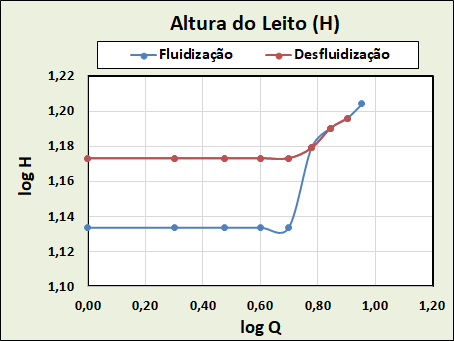 Altura do Leito (H)
Fluidização Desfluidização
1,22
1,20
1,18
1,16
1,14
1,12
1,10
log H
0,00 0,20 0,40 0,60 0,80 1,00 1,20
log Q